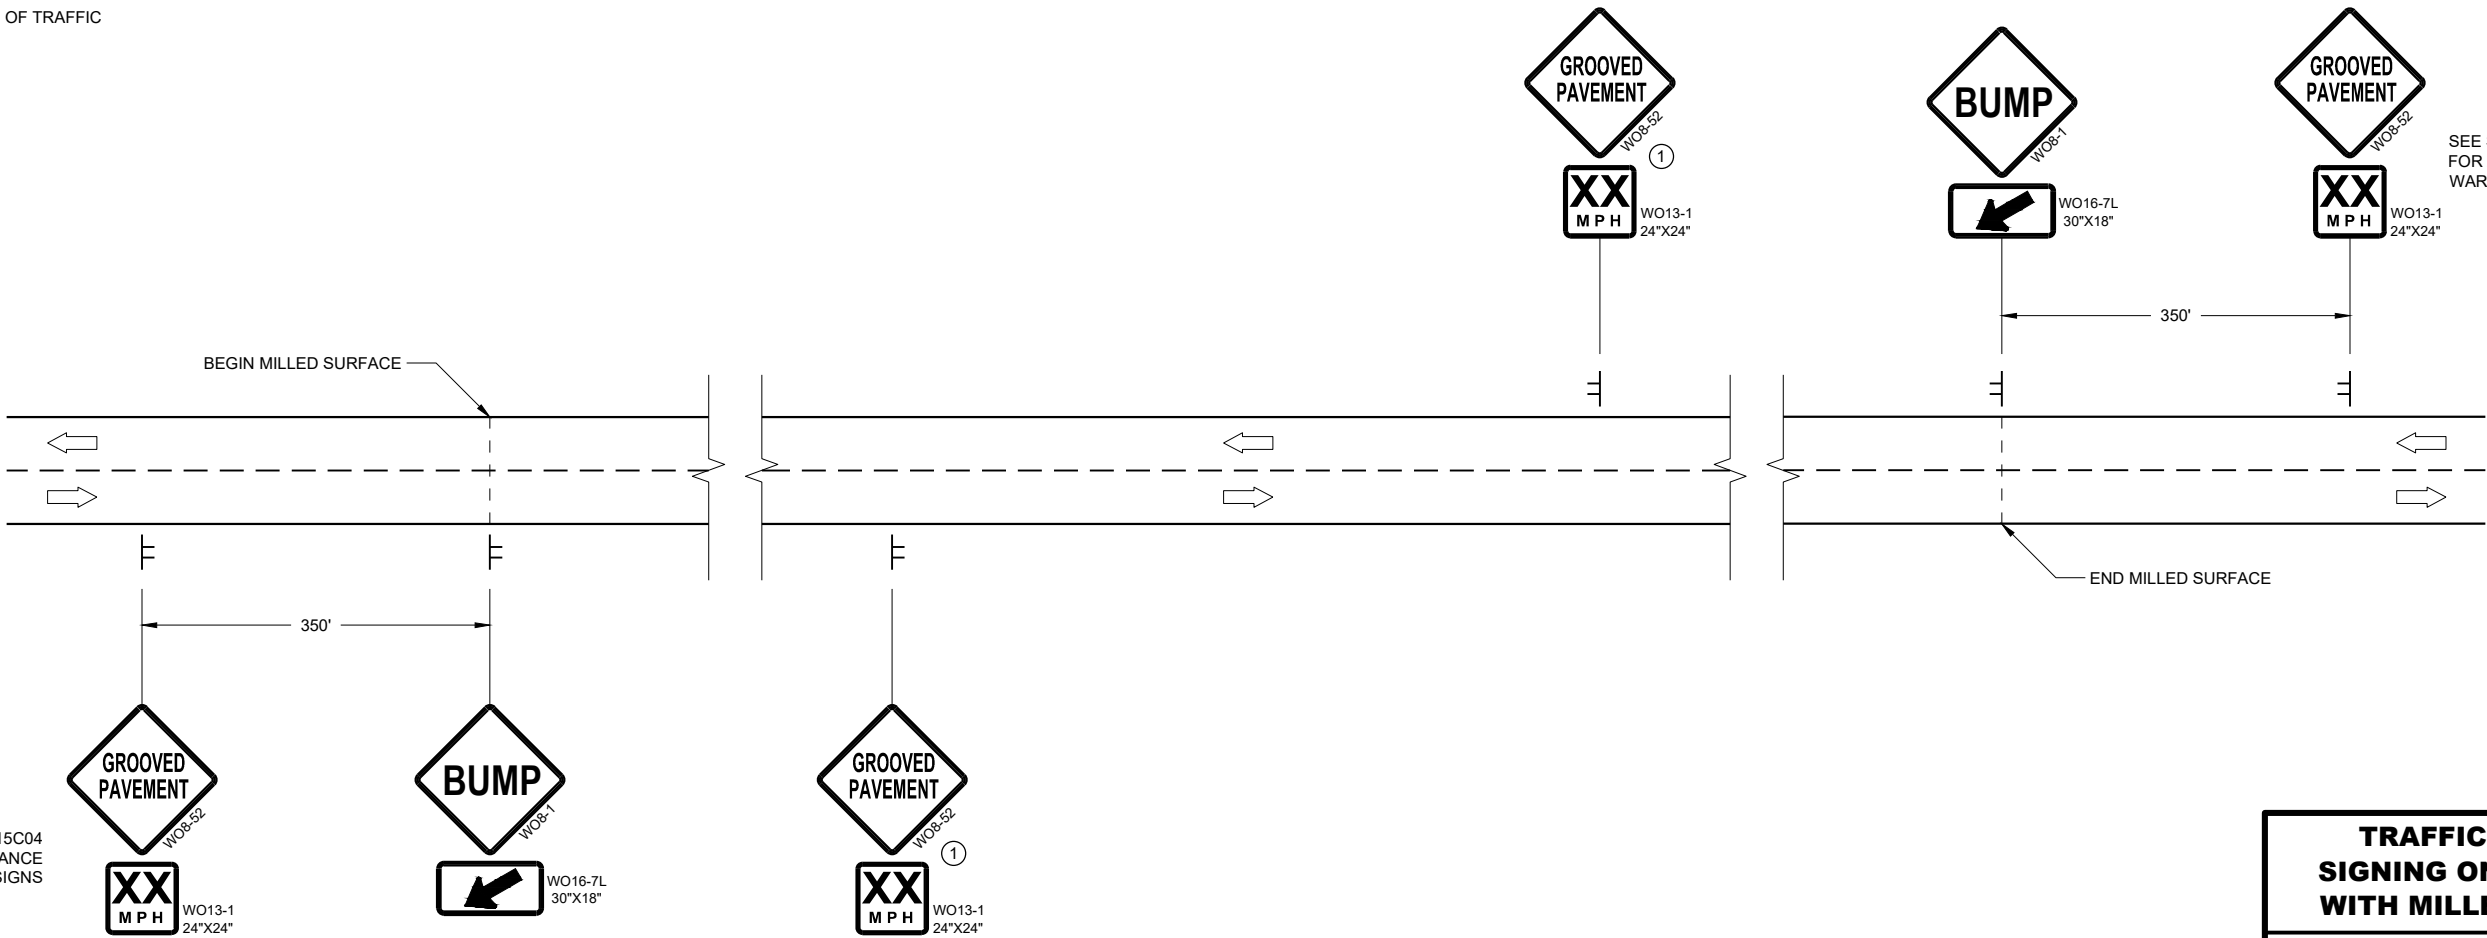 OF TRAFFIC
GROOVED
PAVEMENT
WO8-52
1
XX
MPH
WO13-1
24"X24"
BUMP
WO8-1
WO16-7L
30"X18"
GROOVED
PAVEMENT
WO8-52
XX
MPH
WO13-1
24"X24"
SEE
FOR
WAR
350'
BEGIN MILLED SURFACE
END MILLED SURFACE
350'
GROOVED
PAVEMENT
WO8-52
XX
MPH
WO13-1
24"X24"
15C04
ANCE
SIGNS
BUMP
WO8-1
WO16-7L
30"X18"
GROOVED
PAVEMENT
WO8-52
1
XX
MPH
WO13-1
24"X24"
TRAFFIC
SIGNING ON
WITH MILL